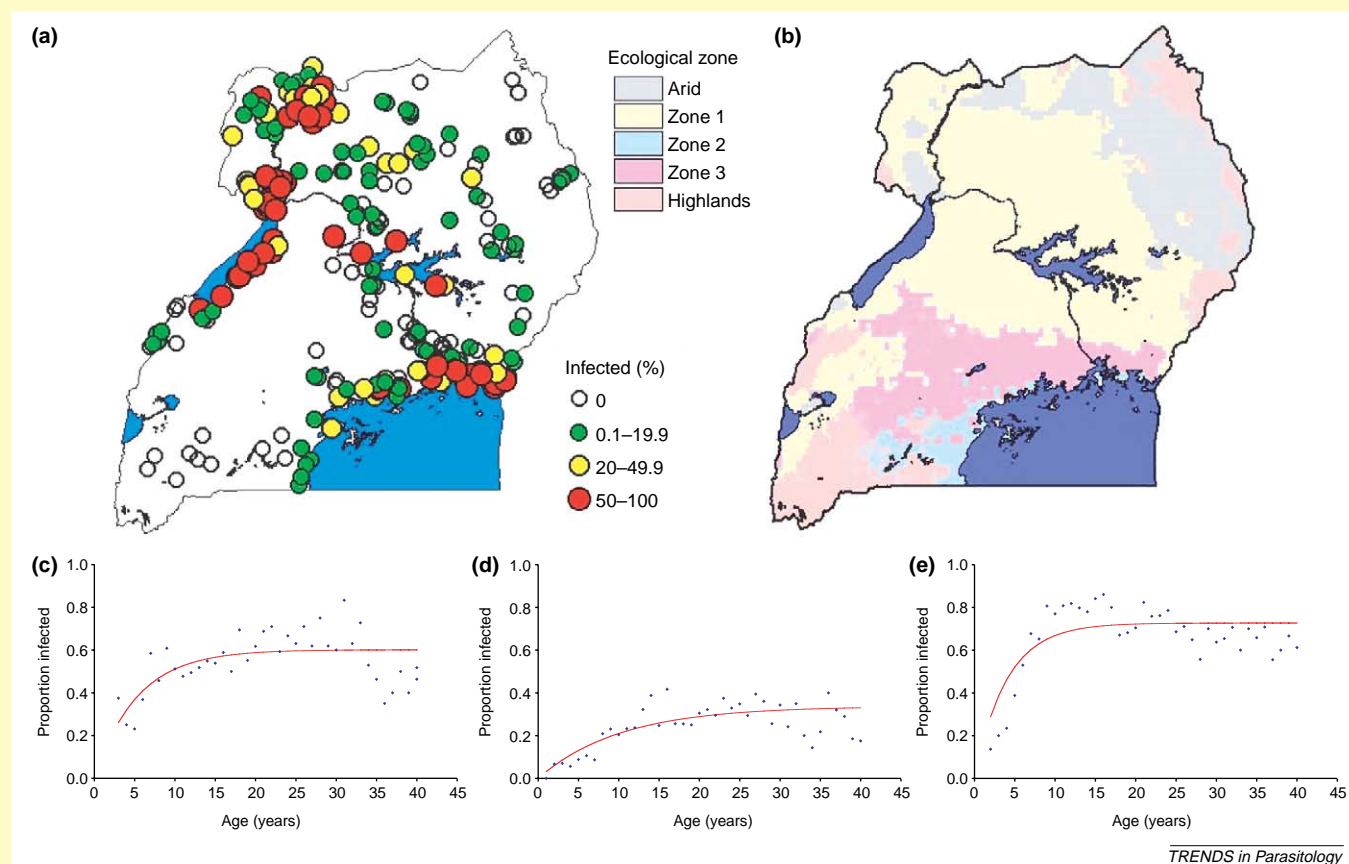 (a)
Ecological zone
Arid
Zone 1
Zone 2
Zone 3
Highlands
(b)
Infected (%)
0
0.1–19.9
20–49.9
50–100
(c)
1.0
0.8
0.6
0.4
0.2
0.0
Proportion infected
0 5 10 15 20 25 30 35 40 45
Age (years)
(d)
1.0
0.8
0.6
0.4
0.2
0.0
Proportion infected
0 5 10 15 20 25 30 35 40 45
Age (years)
(e)
1.0
0.8
0.6
0.4
0.2
0.0
Proportion infected
0 5 10 15 20 25 30 35 40 45
Age (years)
TRENDS in Parasitology